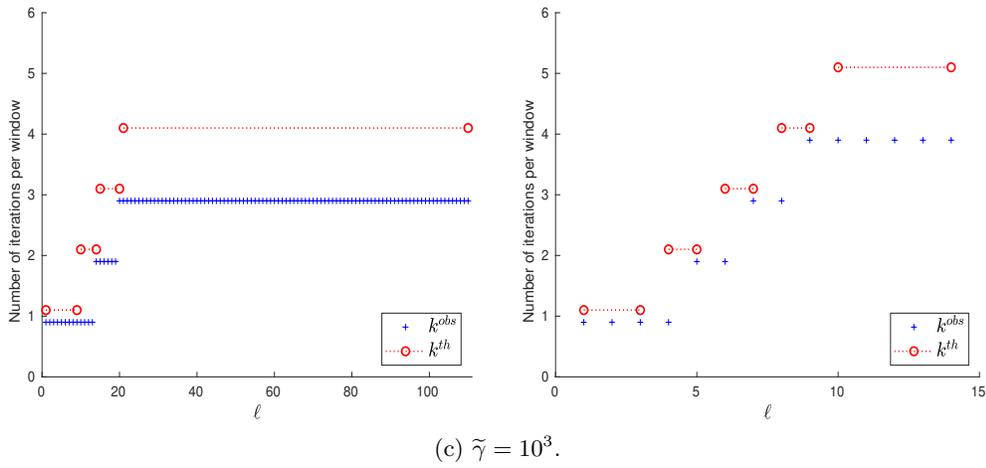 6
5
4
3
2
1
0
Number of iterations per window
0
20
40
60
80
100
ℓ
k^{obs}
k^{th}
6
5
4
3
2
1
0
Number of iterations per window
0
5
10
15
ℓ
k^{obs}
k^{th}
(c) γ̃ = 10³.